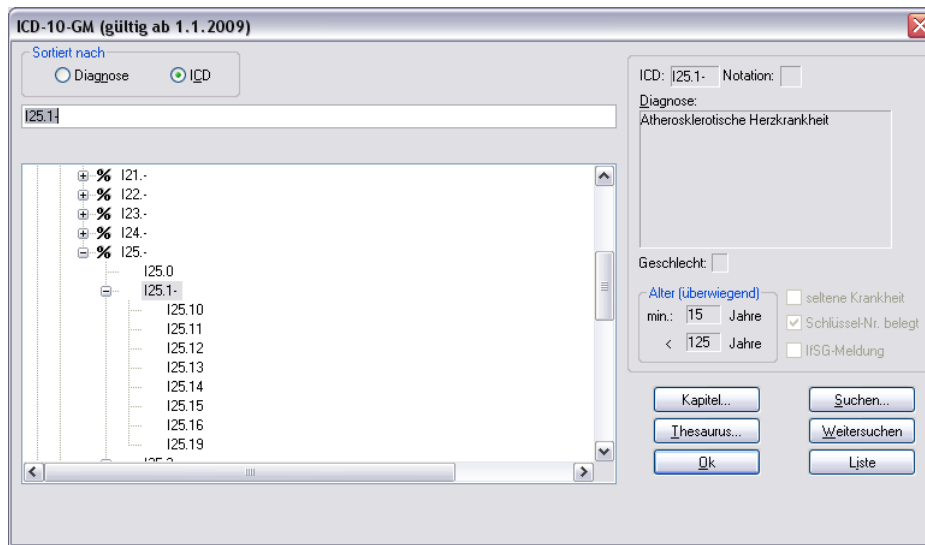 ICD-10-GM (gültig ab 1.1.2009)
Sortiert nach
Diagnose ICD
I25.1-
% I21.-
% I22.-
% I23.-
% I24.-
% I25.-
I25.0
I25.1-
I25.10
I25.11
I25.12
I25.13
I25.14
I25.15
I25.16
I25.19
ICD: I25.1- Notation:
Diagnose:
Atherosklerotische Herzkrankheit
Geschlecht:
Alter (überwiegend)
min.: 15 Jahre
< 125 Jahre
seltene Krankheit
Schlüssel-Nr. belegt
IfSG-Meldung
Kapitel... Suchen...
Thesaurus... Weitersuchen
Ok Liste